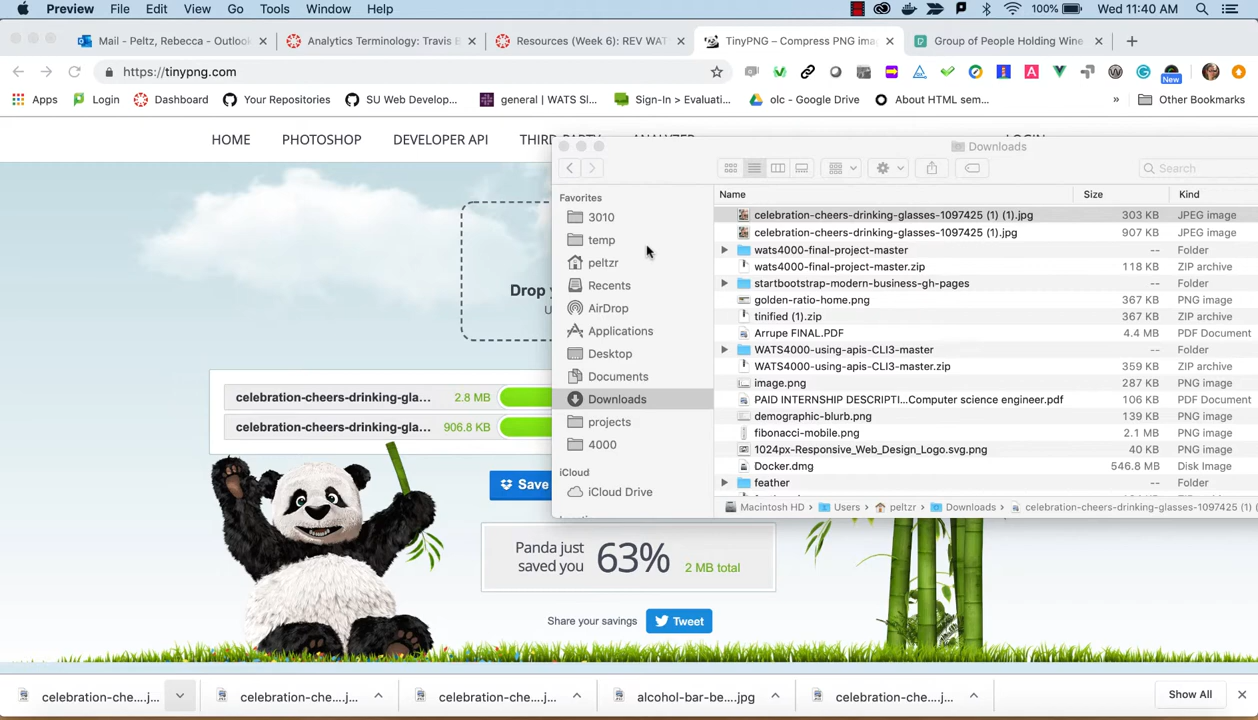 Preview File Edit View Go Tools Window Help 100% Wed 11:40 AM
Mail - Peltz, Rebecca - Outlook Analytics Terminology: Travis B Resources (Week 6): REV WAT TinyPNG – Compress PNG ima Group of People Holding Wine
https://tinypng.com New
Apps Login Dashboard Your Repositories SU Web Develop... general | WATS Sl... Sign-In > Evaluati... olc - Google Drive About HTML sem... » Other Bookmarks
HOME PHOTOSHOP DEVELOPER API THIRD PARTY ANALYZER LOGIN
Downloads
Search
Favorites
3010
temp
peltzr
Recents
AirDrop
Applications
Desktop
Documents
Downloads
projects
4000
iCloud
iCloud Drive
Name Size Kind
celebration-cheers-drinking-glasses-1097425 (1) (1).jpg 303 KB JPEG image
celebration-cheers-drinking-glasses-1097425 (1).jpg 907 KB JPEG image
wats4000-final-project-master -- Folder
wats4000-final-project-master.zip 118 KB ZIP archive
startbootstrap-modern-business-gh-pages -- Folder
golden-ratio-home.png 367 KB PNG image
tinified (1).zip 367 KB ZIP archive
Arrupe FINAL.PDF 4.4 MB PDF Document
WATS4000-using-apis-CLI3-master -- Folder
WATS4000-using-apis-CLI3-master.zip 359 KB ZIP archive
image.png 287 KB PNG image
PAID INTERNSHIP DESCRIPTI...Computer science engineer.pdf 106 KB PDF Document
demographic-blurb.png 139 KB PNG image
fibonacci-mobile.png 2.1 MB PNG image
1024px-Responsive_Web_Design_Logo.svg.png 40 KB PNG image
Docker.dmg 546.8 MB Disk Image
feather -- Folder
Macintosh HD › Users › peltzr › Downloads › celebration-cheers-drinking-glasses-1097425 (1) (
Drop
celebration-cheers-drinking-gla... 2.8 MB
celebration-cheers-drinking-gla... 906.8 KB
Save
Panda just
saved you 63% 2 MB total
Share your savings Tweet
celebration-che....j... celebration-che....j... celebration-che....j... alcohol-bar-be....jpg celebration-che....j... Show All